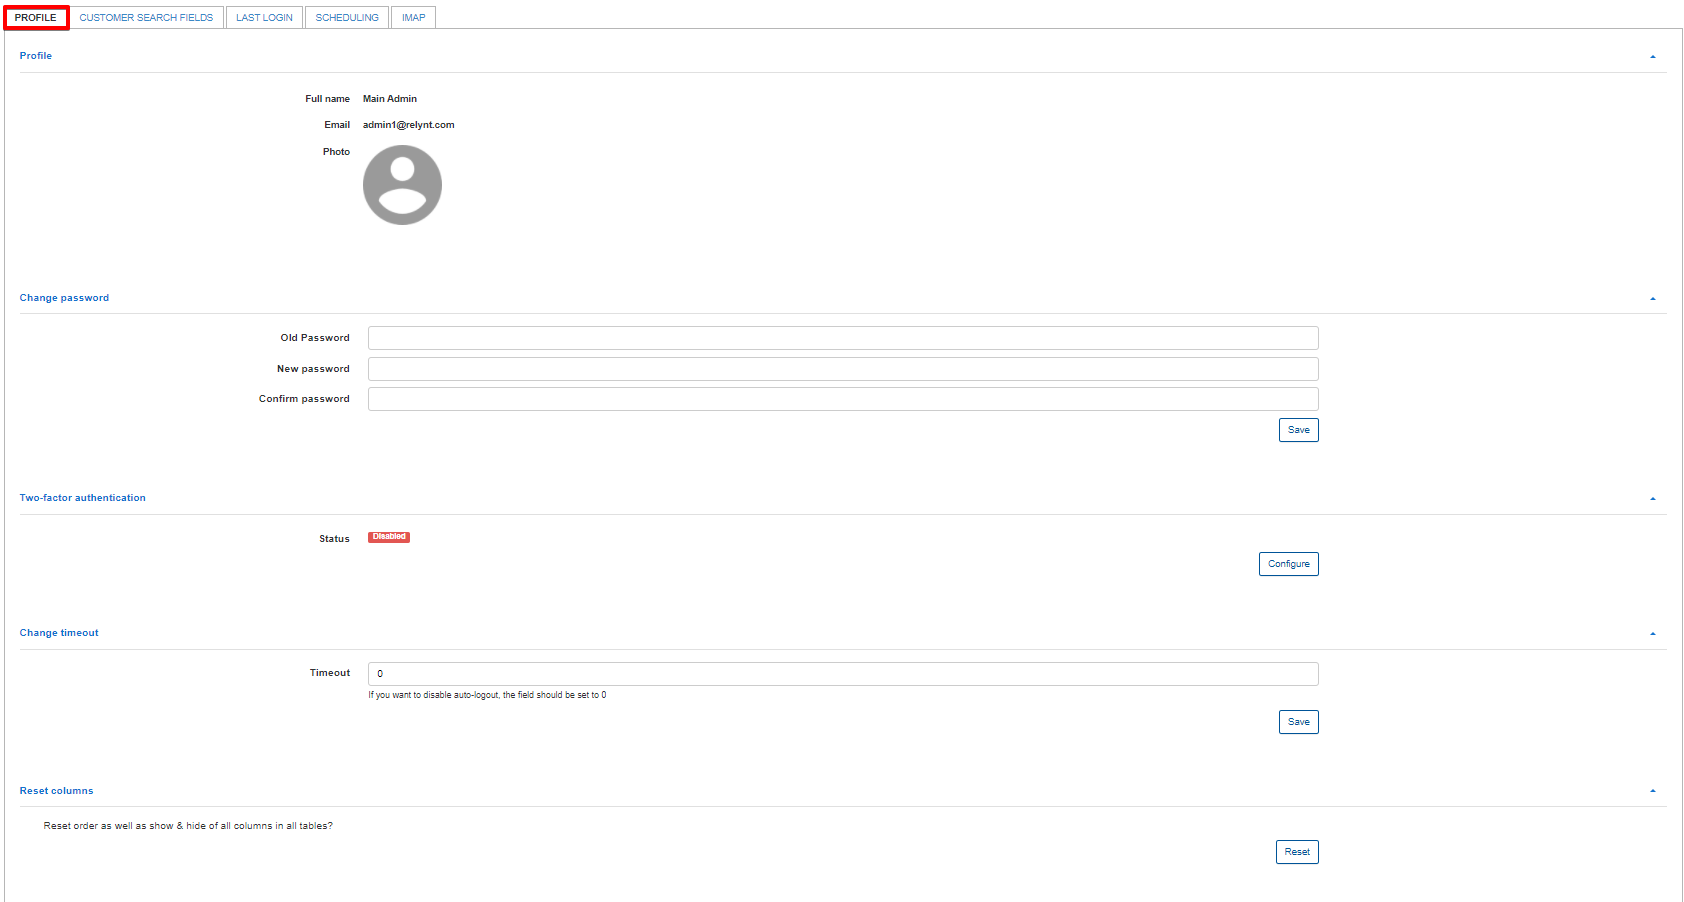 PROFILE CUSTOMER SEARCH FIELDS LAST LOGIN SCHEDULING IMAP
Profile
Full name Main Admin
Email admin1@relynt.com
Photo
Change password
Old Password
New password
Confirm password
Save
Two-factor authentication
Status Disabled
Configure
Change timeout
Timeout 0
If you want to disable auto-logout, the field should be set to 0
Save
Reset columns
Reset order as well as show & hide of all columns in all tables?
Reset